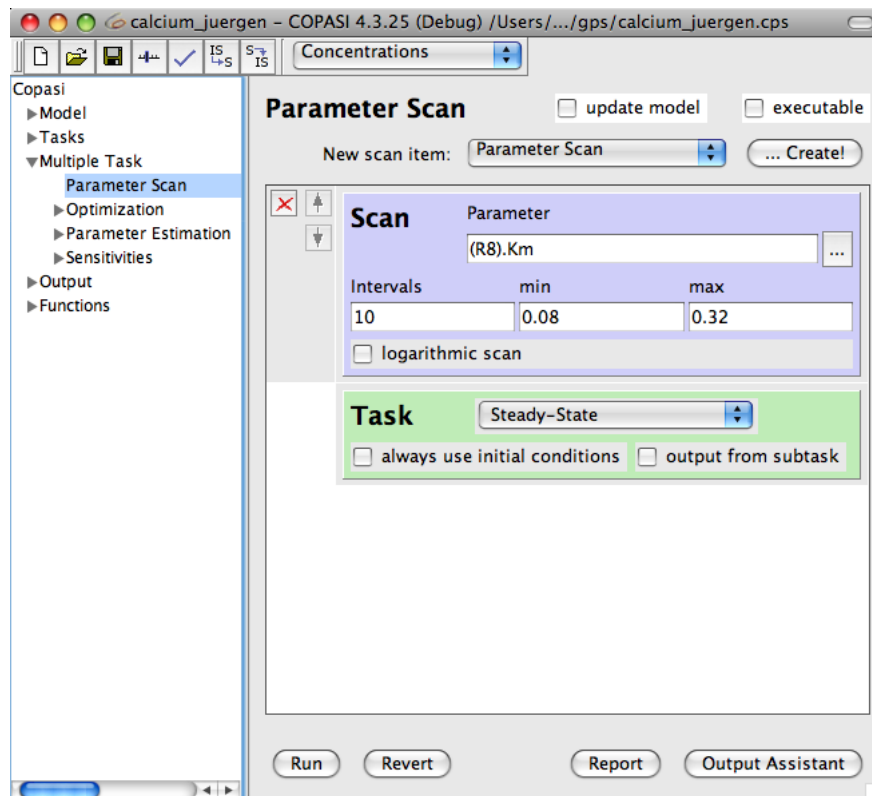 calcium_juergen - COPASI 4.3.25 (Debug) /Users/.../gps/calcium_juergen.cps
IS
S
S
IS
Concentrations
Copasi
Model
Tasks
Multiple Task
Parameter Scan
Optimization
Parameter Estimation
Sensitivities
Output
Functions
Parameter Scan
update model
executable
New scan item:
Parameter Scan
... Create!
Scan
Parameter
(R8).Km
...
Intervals
min
max
10
0.08
0.32
logarithmic scan
Task
Steady-State
always use initial conditions
output from subtask
Run
Revert
Report
Output Assistant